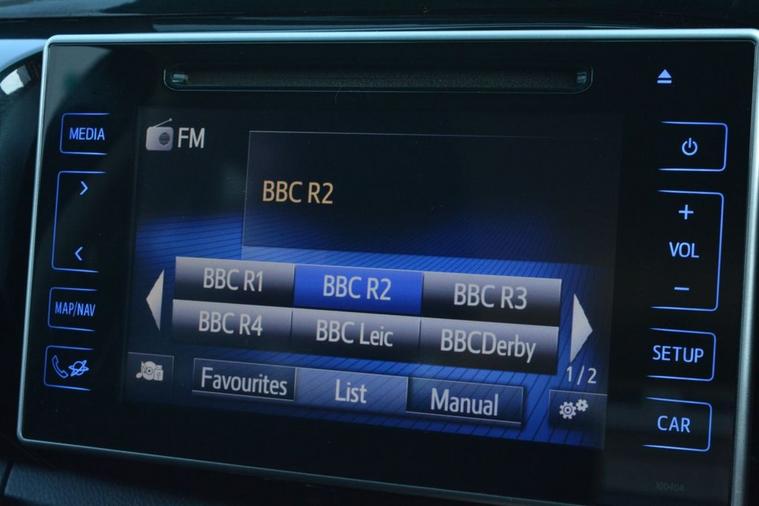 MEDIA
FM
BBC R2
VOL
BBC R1
BBC R2
BBC R3
MAP/NAV
BBC R4
BBC Leic
BBCDerby
SETUP
1/2
Favourites
List
Manual
CAR
100404